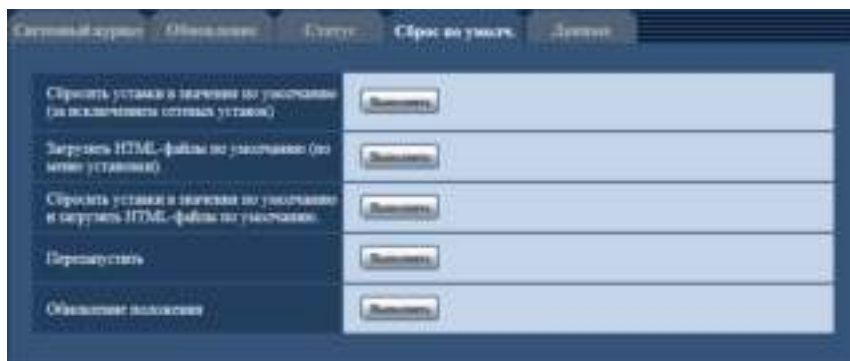 Системный журнал
Обновление
Статус
Сброс по умолч.
Данные
Сбросить уставки в значения по умолчанию
(за исключением сетевых уставок)
Выполнить
Загрузить HTML-файлы по умолчанию (по
меню установки)
Выполнить
Сбросить уставки в значения по умолчанию
и загрузить HTML-файлы по умолчанию.
Выполнить
Перезапустить
Выполнить
Обновление положения
Выполнить